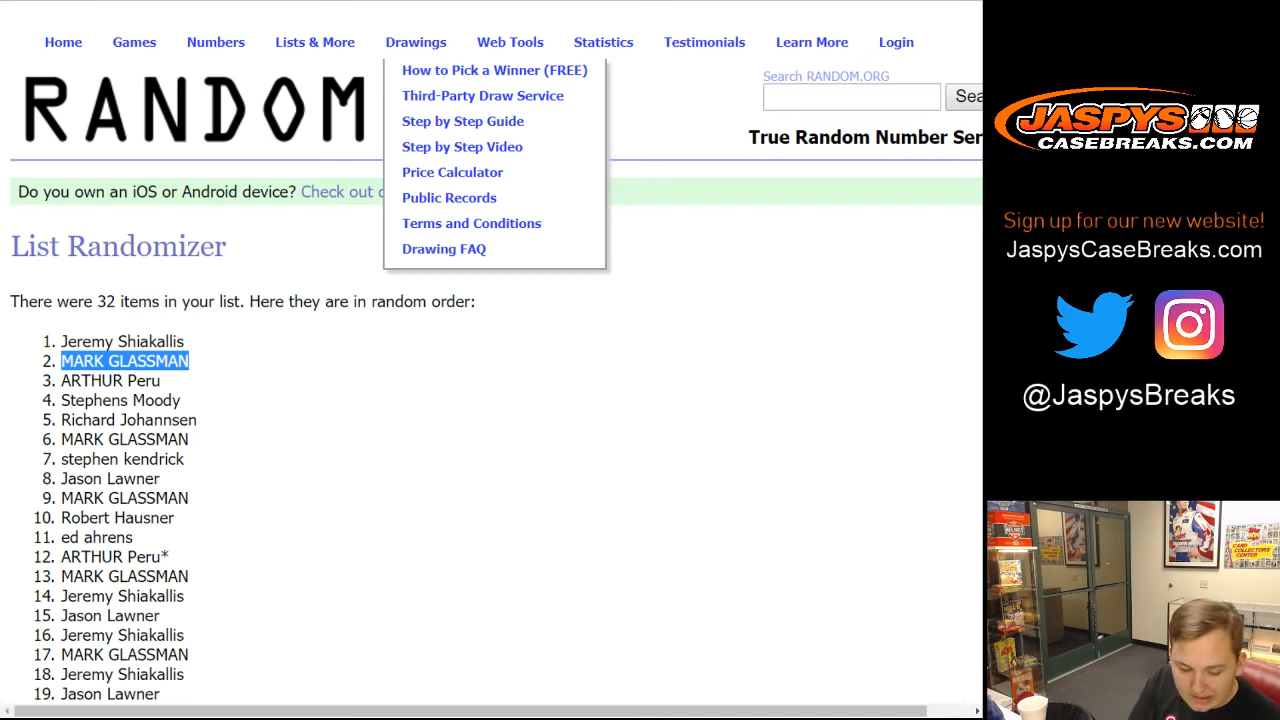 Home Games Numbers Lists & More Drawings Web Tools Statistics Testimonials Learn More Login
How to Pick a Winner (FREE)
Third-Party Draw Service
Step by Step Guide
Step by Step Video
Price Calculator
Public Records
Terms and Conditions
Drawing FAQ
RANDOM
Search RANDOM.ORG
Sea
True Random Number Ser
Do you own an iOS or Android device? Check out
List Randomizer
There were 32 items in your list. Here they are in random order:
1. Jeremy Shiakallis
2. MARK GLASSMAN
3. ARTHUR Peru
4. Stephens Moody
5. Richard Johannsen
6. MARK GLASSMAN
7. stephen kendrick
8. Jason Lawner
9. MARK GLASSMAN
10. Robert Hausner
11. ed ahrens
12. ARTHUR Peru*
13. MARK GLASSMAN
14. Jeremy Shiakallis
15. Jason Lawner
16. Jeremy Shiakallis
17. MARK GLASSMAN
18. Jeremy Shiakallis
19. Jason Lawner
JASPYS
CASEBREAKS.COM
Sign up for our new website!
JaspysCaseBreaks.com
@JaspysBreaks
CARD
COLLECTORS
CENTER